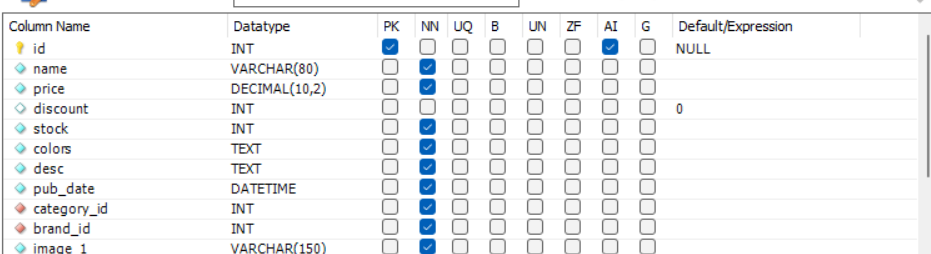 Column Name Datatype PK NN UQ B UN ZF AI G Default/Expression
id INT NULL
name VARCHAR(80)
price DECIMAL(10,2)
discount INT 0
stock INT
colors TEXT
desc TEXT
pub_date DATETIME
category_id INT
brand_id INT
image_1 VARCHAR(150)